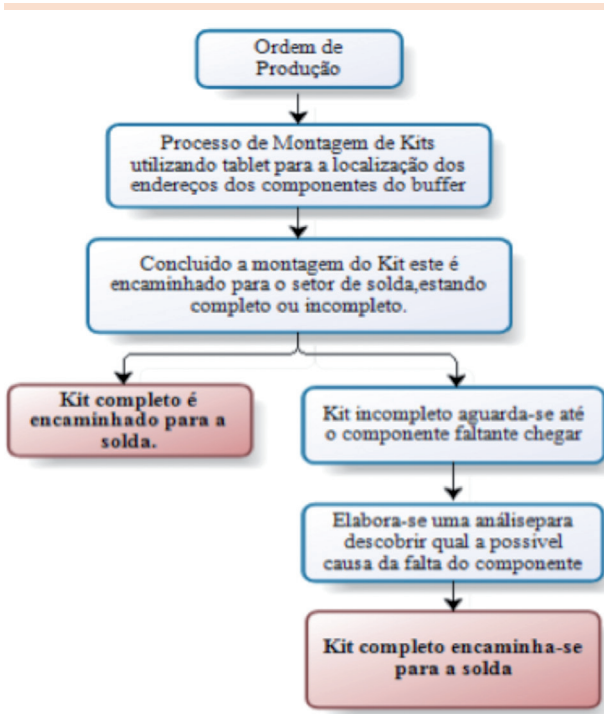 Ordem de
Produção
Processo de Montagem de Kits
utilizando tablet para a localização dos
endereços dos componentes do buffer
Concluido a montagem do Kit este é
encaminhado para o setor de solda,estando
completo ou incompleto.
Kit completo é
encaminhado para a
solda.
Kit incompleto aguarda-se até
o componente faltante chegar
Elabora-se uma análisepara
descobrir qual a possível
causa da falta do componente
Kit completo encaminha-se
para a solda